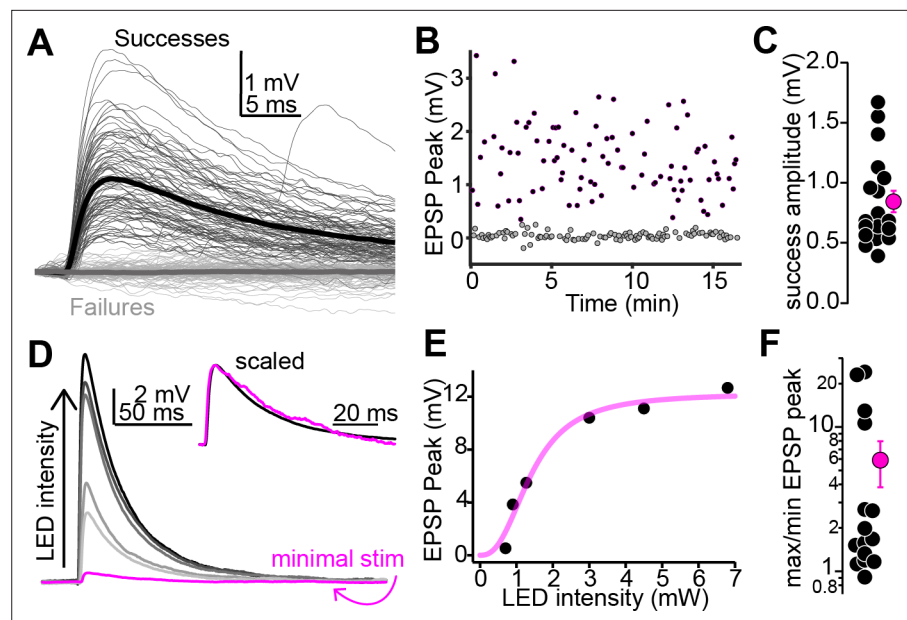 A
Successes
1 mV
5 ms
Failures
B
EPSP Peak (mV)
3
2
1
0
0
5
10
15
Time (min)
C
success amplitude (mV)
2.0
1.5
1.0
0.5
0.0
D
LED intensity
2 mV
50 ms
scaled
20 ms
minimal stim
E
EPSP Peak (mV)
12
8
4
0
0
1
2
3
4
5
6
7
LED intensity (mW)
F
max/min EPSP peak
20
10
8
6
4
2
1
0.8